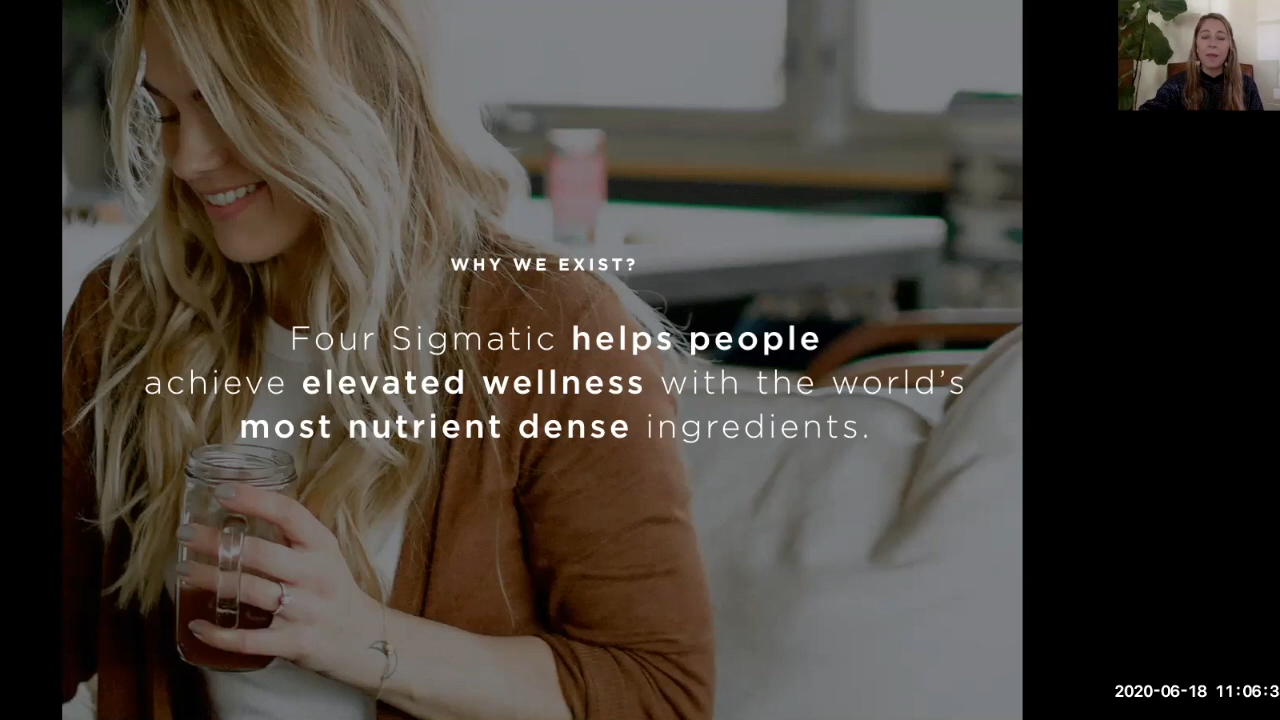 WHY WE EXIST?
Four Sigmatic helps people
achieve elevated wellness with the world's
most nutrient dense ingredients.
2020-06-18 11:06:3